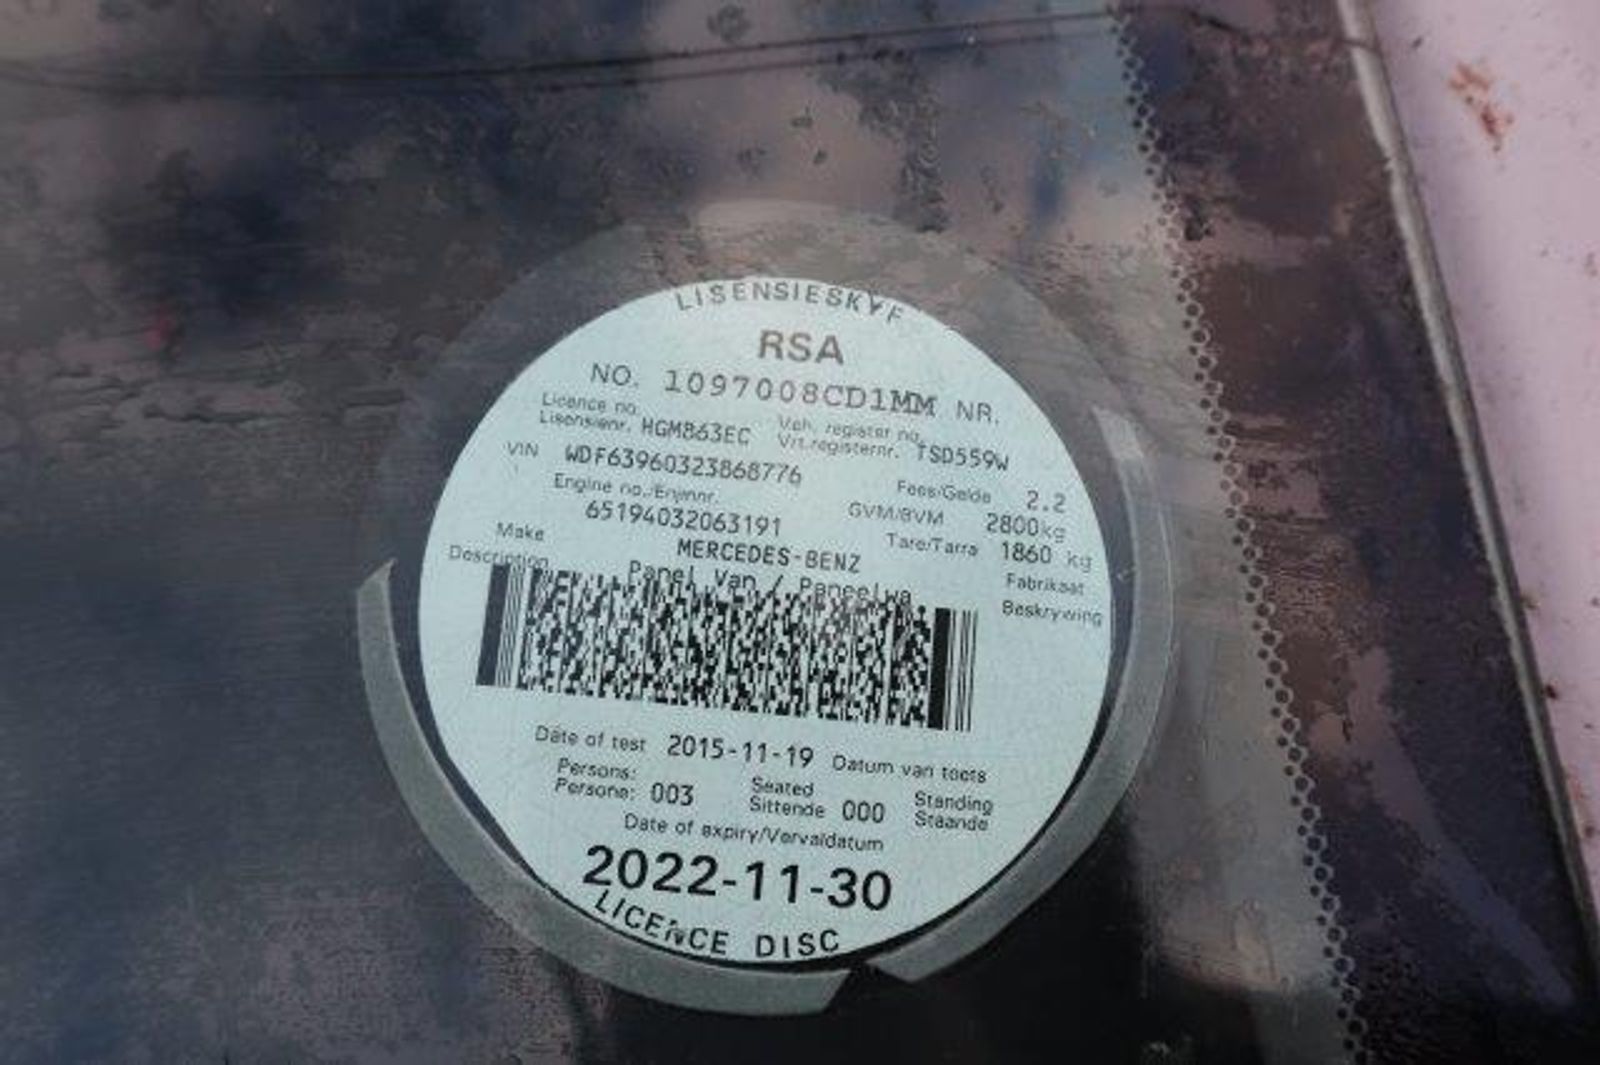 LISENSIESKYF
RSA
NO. 1097008CD1MM NR.
Licence no. Veh. register no.
Lisensienr. HGM863EC Vrt.registernr. TSD559W
VIN WDF63960323868776
Fees/Gelde 2.2
Engine no./Enjinnr. GVM/BVM 2800kg
65194032063191 Tare/Tarra 1860 kg
Make MERCEDES-BENZ Fabrikaat
Description Panel Van / Paneelwa Beskrywing
Date of test 2015-11-19 Datum van toets
Persons: Seated Standing
Persone: 003 Sittende 000 Staande
Date of expiry/Vervaldatum
2022-11-30
LICENCE DISC